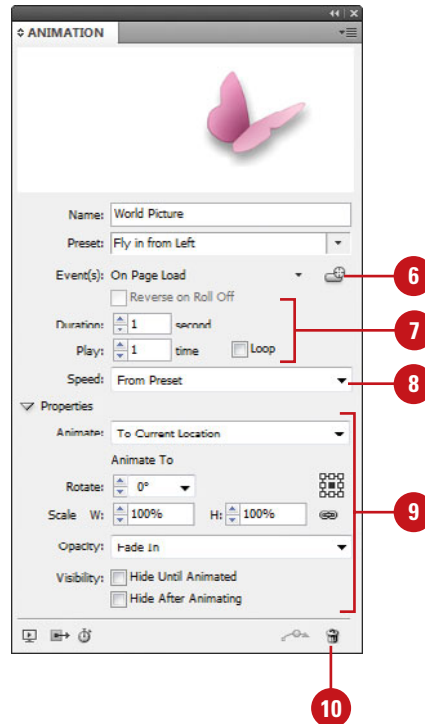 ANIMATION
Name: World Picture
Preset: Fly in from Left
Event(s): On Page Load
6
Reverse on Roll Off
Duration: 1 second
7
Play: 1 time Loop
Speed: From Preset
8
Properties
Animate: To Current Location
Animate To
Rotate: 0°
Scale W: 100% H: 100%
9
Opacity: Fade In
Visibility: Hide Until Animated
Hide After Animating
10